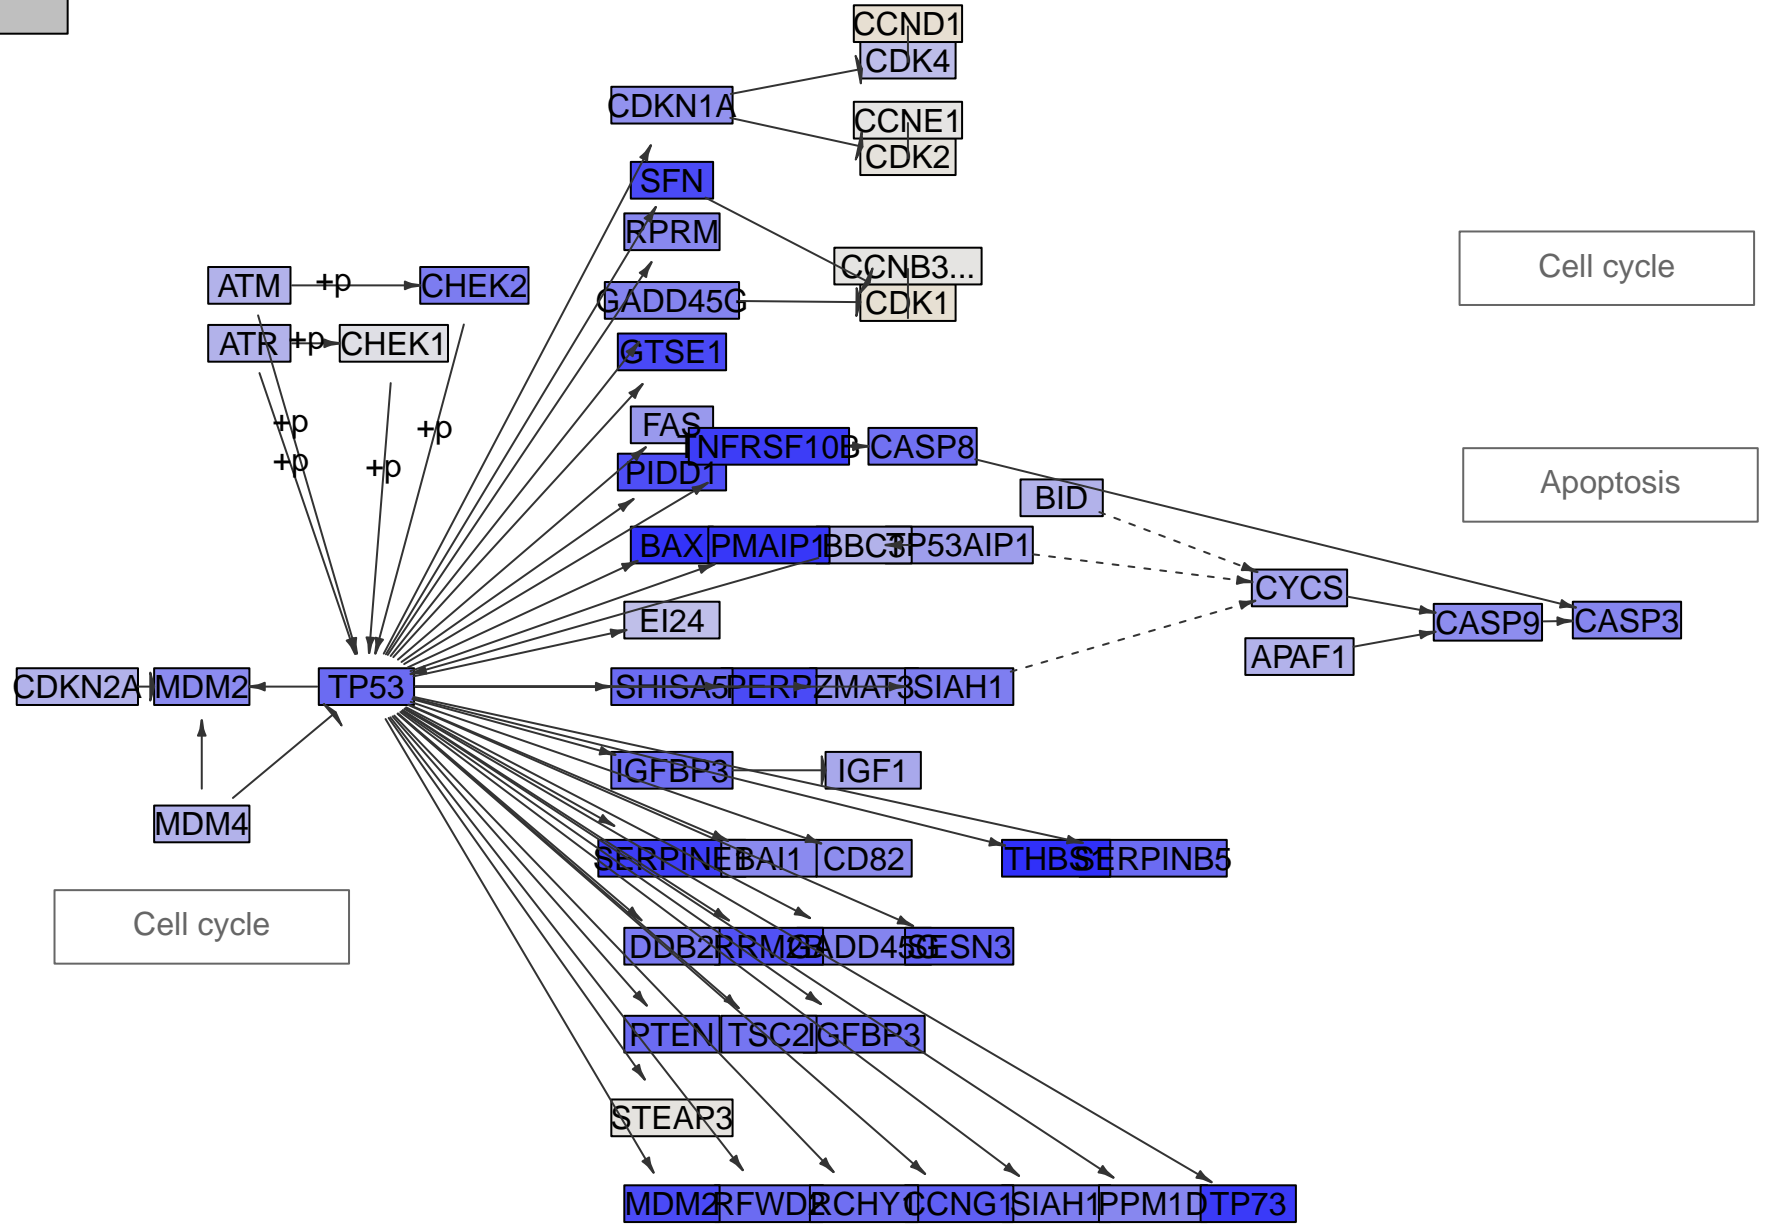 CCND1
CDK4
CDKN1A
CCNE1
CDK2
SFN
RPRM
CCNB3...
Cell cycle
ATM
+p
CHEK2
GADD45G
CDK1
ATR
+p
CHEK1
GTSE1
FAS
+p
+p
TNFRSF10B
CASP8
+p
+p
PIDD1
Apoptosis
BID
BAX
PMAIP1
BBC3
TP53AIP1
CYCS
EI24
CASP9
CASP3
APAF1
CDKN2A
MDM2
TP53
SHISA5
PERP
ZMAT3
SIAH1
IGFBP3
IGF1
MDM4
SERPINE1
BAI1
CD82
THBS1
SERPINB5
Cell cycle
DDB2
RRM2B
GADD45G
SESN3
PTEN
TSC2
IGFBP3
STEAP3
MDM2
RFWD2
RCHY1
CCNG1
SIAH1
PPM1D
TP73